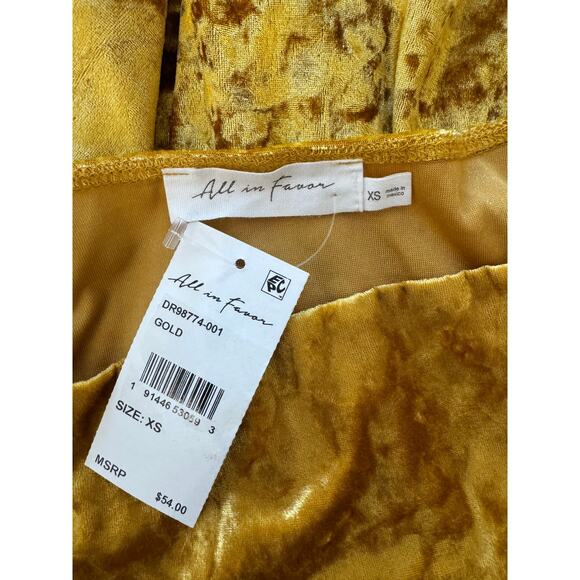 All in Favor
XS
made in
mexico
All in Favor
EPC
DR98774-001
GOLD
1 91446 53059 3
SIZE: XS
MSRP
$54.00